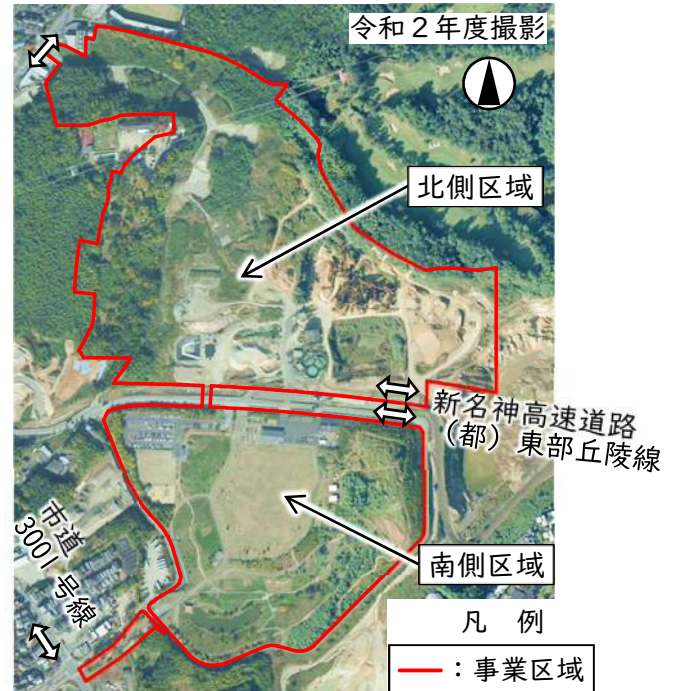 令和２年度撮影
北側区域
新名神高速道路
（都）東部丘陵線
市道
3001号線
南側区域
凡　例
：事業区域